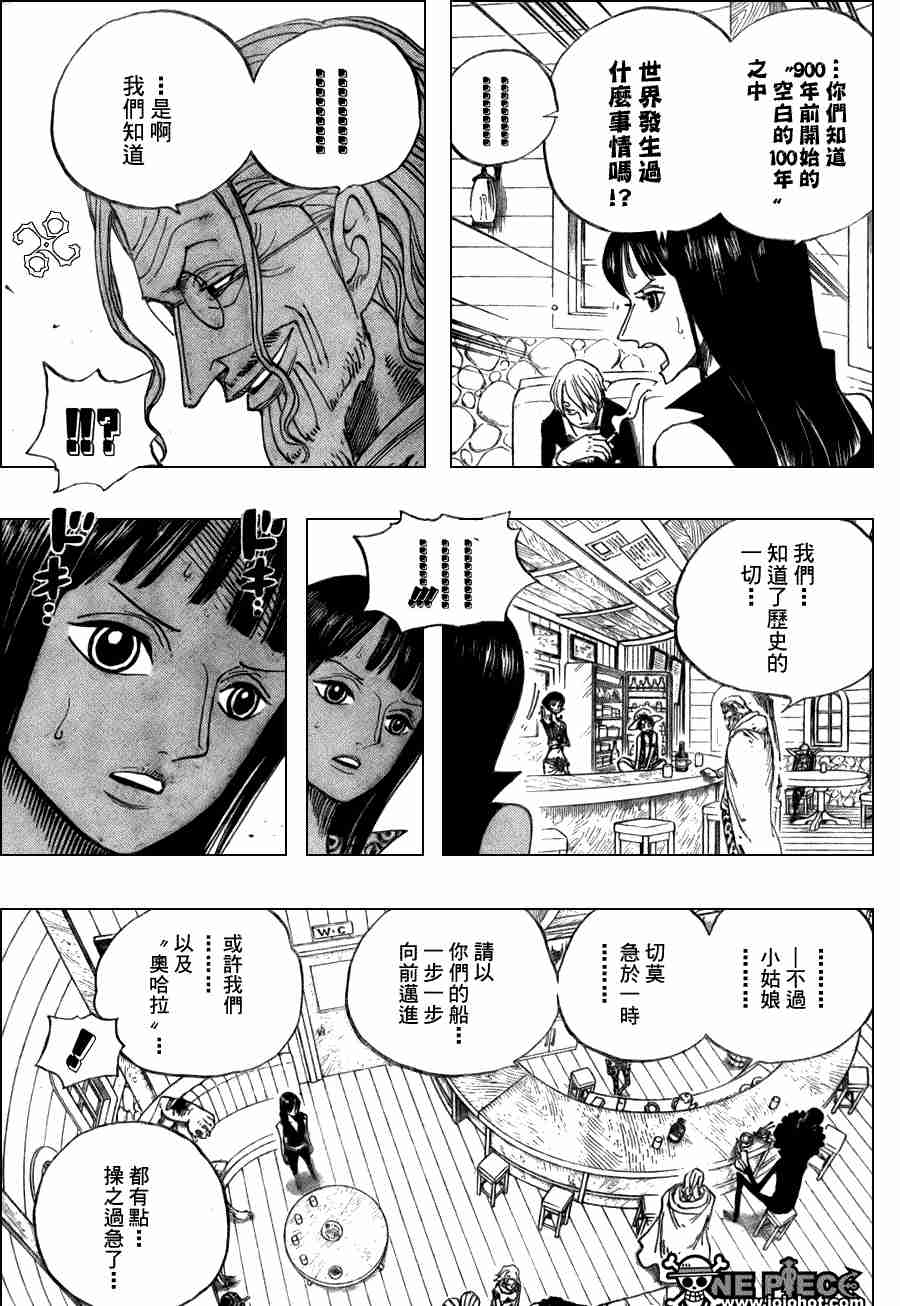 …你們知道
900年前開始的
"空白的100年"
之中
世界發生過
什麼事情嗎!?
………
………
………
………
…是啊
我們知道
!!?
我們…
知道了歷史的
一切…
………
………
………!!!
ドキ…
ドキ…
………
—不過
小姑娘
………
切莫
急於一時
………
請以
你們的船…
一步一步
向前邁進
或許我們
………
以及
"奧哈拉"…
!
都有點…
操之過急了…
W.C
ONE PIECE